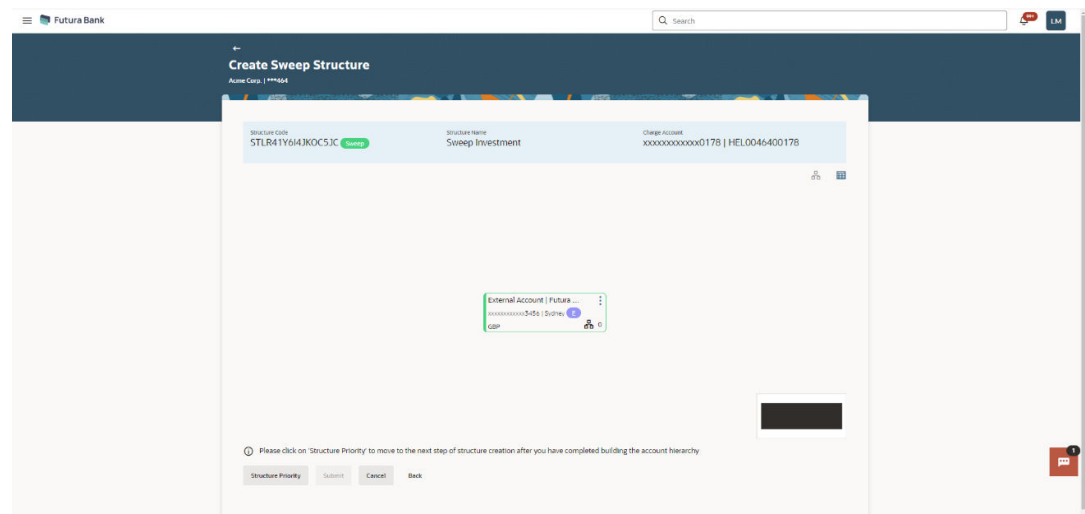 Futura Bank
Search
99+
LM
Create Sweep Structure
Acme Corp. | ***464
Structure Code
Structure Name
Charge Account
STLR41Y6I4JKOC5JC Sweep
Sweep Investment
xxxxxxxxxxxx0178 | HEL0046400178
External Account | Futura ...
xxxxxxxxxxxx3456 | Sydney E
GBP
0
Please click on 'Structure Priority' to move to the next step of structure creation after you have completed building the account hierarchy
1
Structure Priority
Submit
Cancel
Back